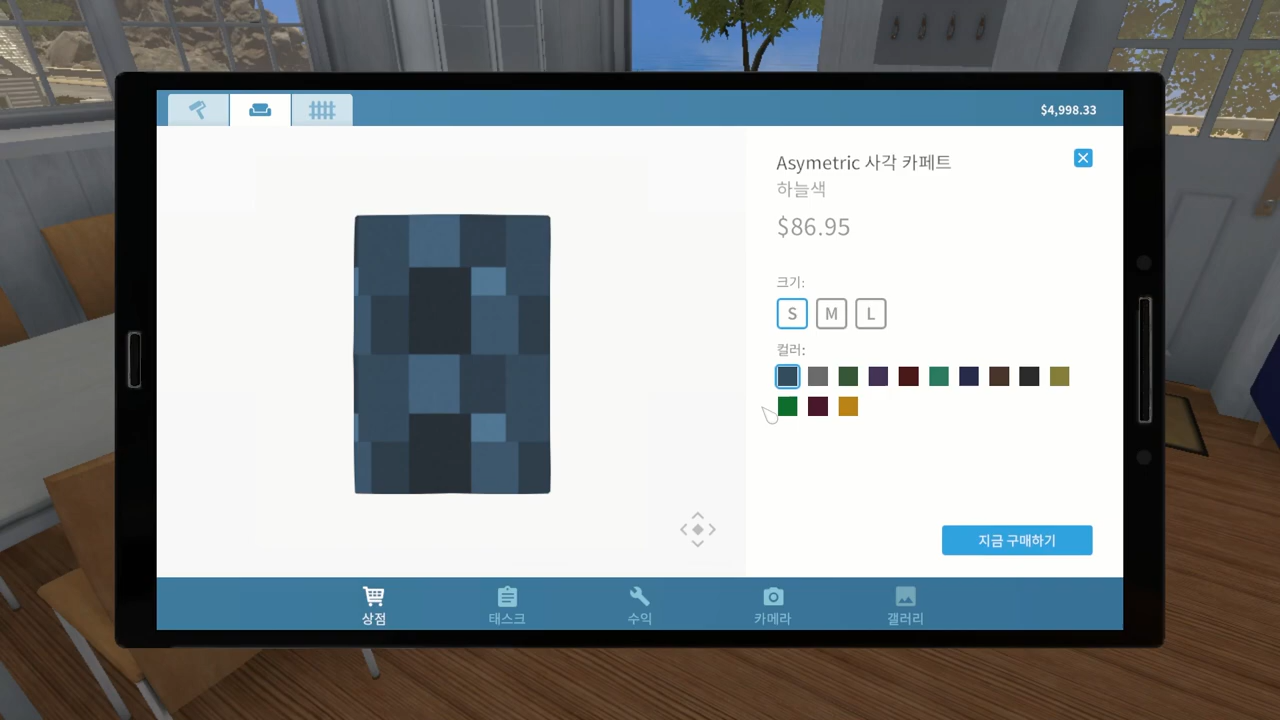 $4,998.33
Asymetric 사각 카페트
하늘색
$86.95
크기:
S M L
컬러:
지금 구매하기
상점 태스크 수익 카메라 갤러리